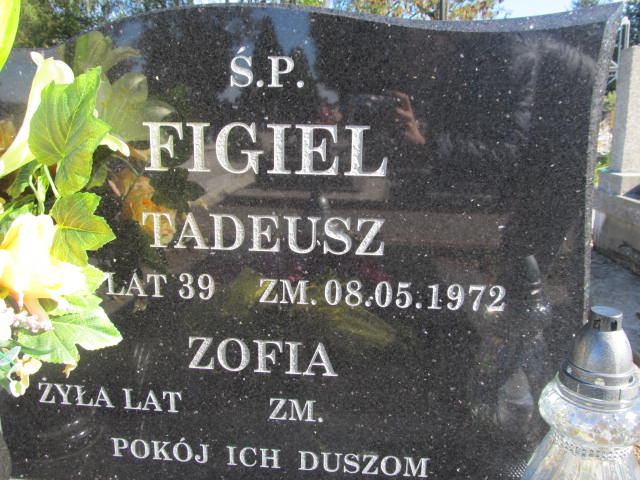 Ś.P.
FIGIEL
TADEUSZ
LAT 39 ZM. 08.05.1972
ZOFIA
ŻYŁA LAT ZM.
POKÓJ ICH DUSZOM